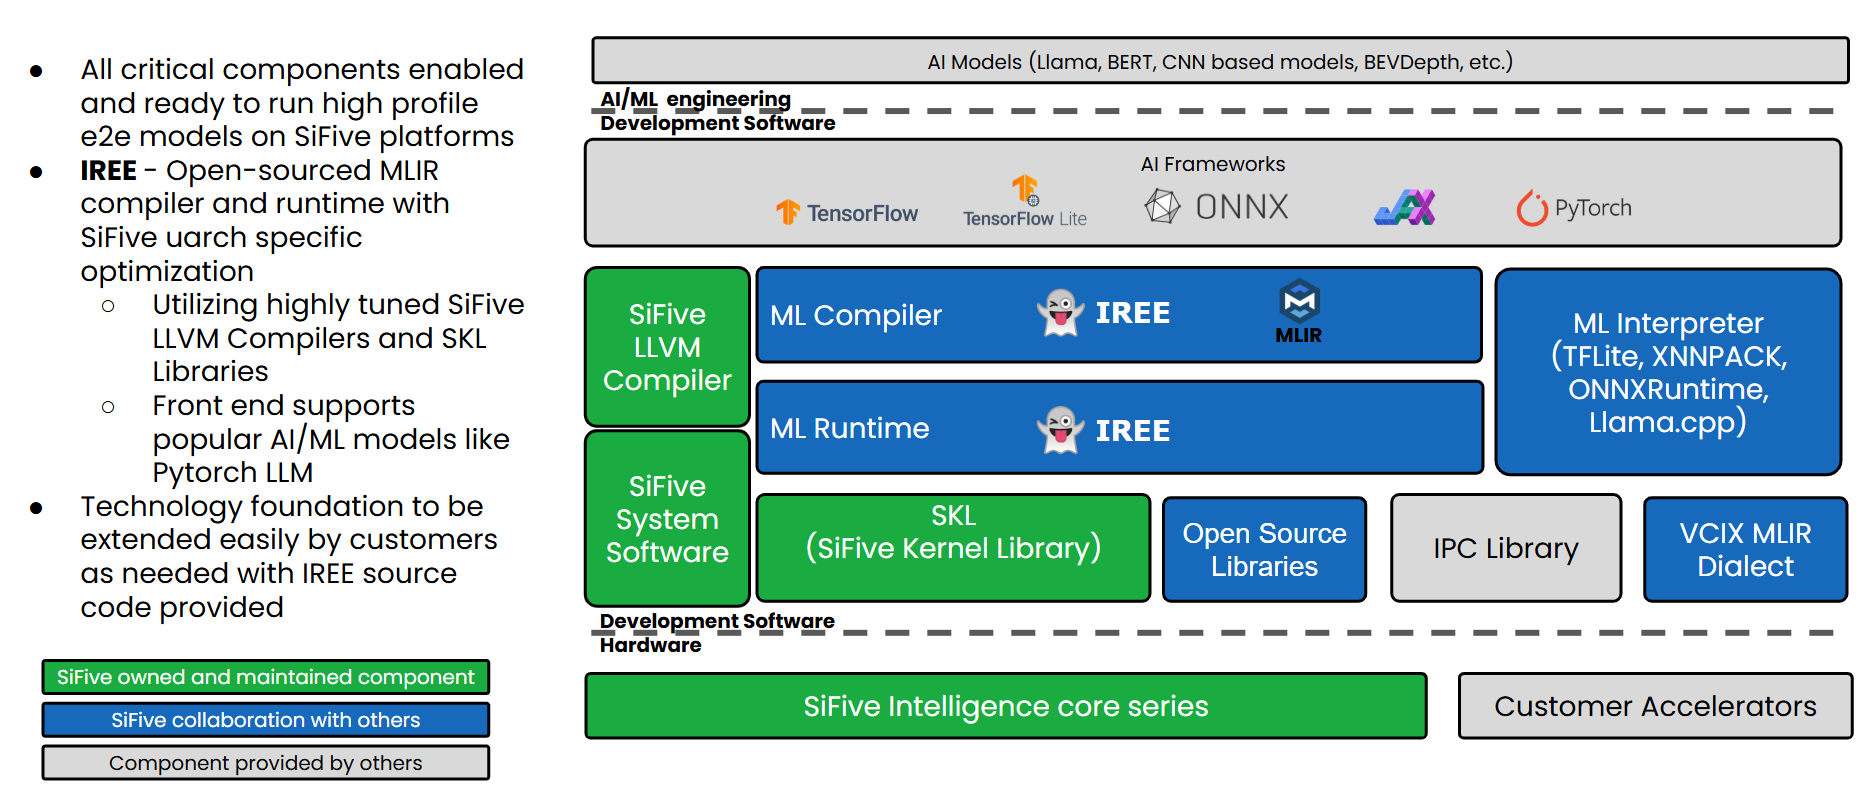 ● All critical components enabled
and ready to run high profile
e2e models on SiFive platforms
● IREE - Open-sourced MLIR
compiler and runtime with
SiFive uarch specific
optimization
○ Utilizing highly tuned SiFive
LLVM Compilers and SKL
Libraries
○ Front end supports
popular AI/ML models like
Pytorch LLM
● Technology foundation to be
extended easily by customers
as needed with IREE source
code provided
SiFive owned and maintained component
SiFive collaboration with others
Component provided by others
AI Models (Llama, BERT, CNN based models, BEVDepth, etc.)
AI/ML engineering
Development Software
AI Frameworks
TensorFlow
TensorFlow Lite
ONNX
JAX
PyTorch
SiFive
LLVM
Compiler
ML Compiler
IREE
MLIR
ML Interpreter
(TFLite, XNNPACK,
ONNXRuntime,
Llama.cpp)
ML Runtime
IREE
SiFive
System
Software
SKL
(SiFive Kernel Library)
Open Source
Libraries
IPC Library
VCIX MLIR
Dialect
Development Software
Hardware
SiFive Intelligence core series
Customer Accelerators